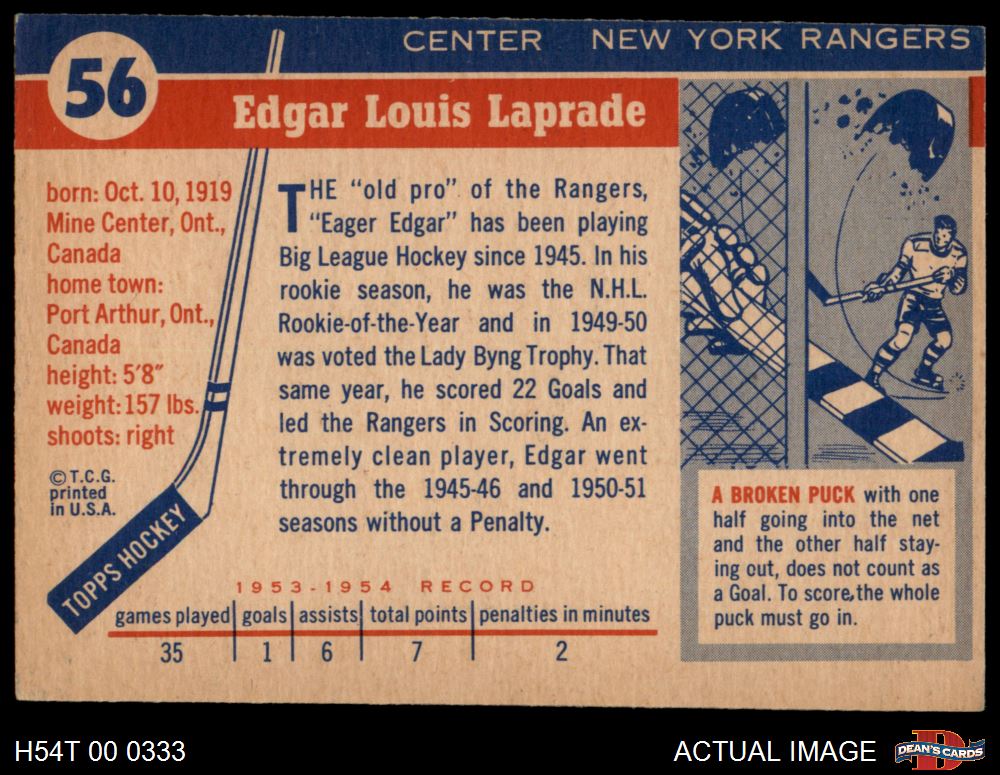 CENTER NEW YORK RANGERS
56
Edgar Louis Laprade
born: Oct. 10, 1919
Mine Center, Ont.,
Canada
home town:
Port Arthur, Ont.,
Canada
height: 5'8"
weight: 157 lbs.
shoots: right
© T.C.G.
printed
in U.S.A.
TOPPS HOCKEY
THE "old pro" of the Rangers,
"Eager Edgar" has been playing
Big League Hockey since 1945. In his
rookie season, he was the N.H.L.
Rookie-of-the-Year and in 1949-50
was voted the Lady Byng Trophy. That
same year, he scored 22 Goals and
led the Rangers in Scoring. An ex-
tremely clean player, Edgar went
through the 1945-46 and 1950-51
seasons without a Penalty.
A BROKEN PUCK with one
half going into the net
and the other half stay-
ing out, does not count as
a Goal. To score, the whole
puck must go in.
1953-1954 RECORD
games played goals assists total points penalties in minutes
35 1 6 7 2
H54T 00 0333
ACTUAL IMAGE
DEAN'S CARDS